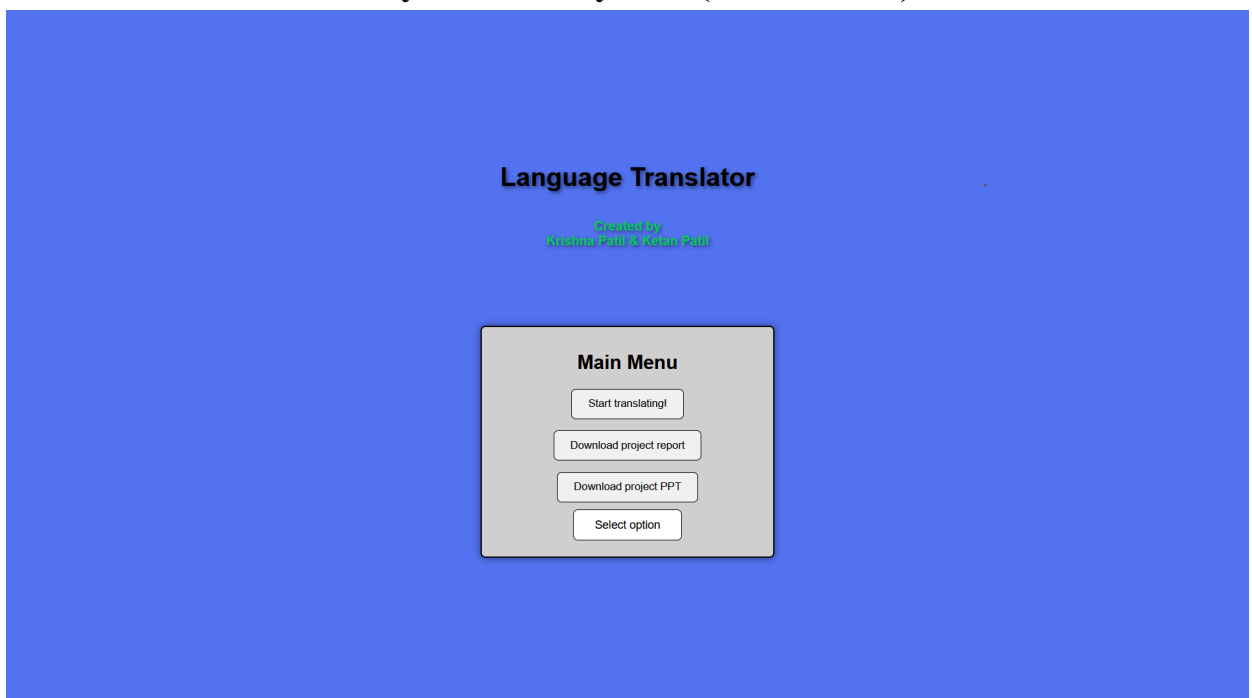 Language Translator
Created by
Krishna Patil & Ketan Patil
Main Menu
Start translating!
Download project report
Download project PPT
Select option